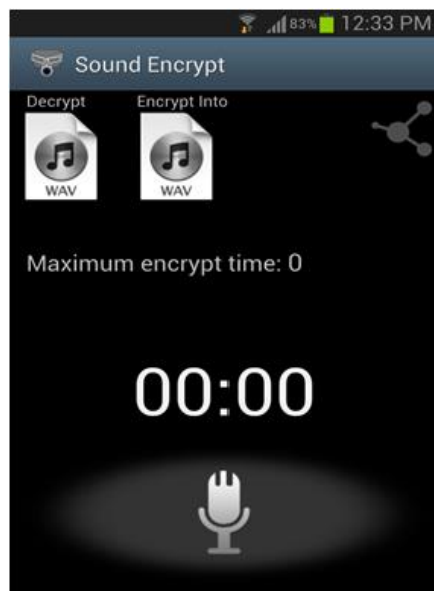 83% 12:33 PM
Sound Encrypt
Decrypt Encrypt Into
WAV WAV
Maximum encrypt time: 0
00:00